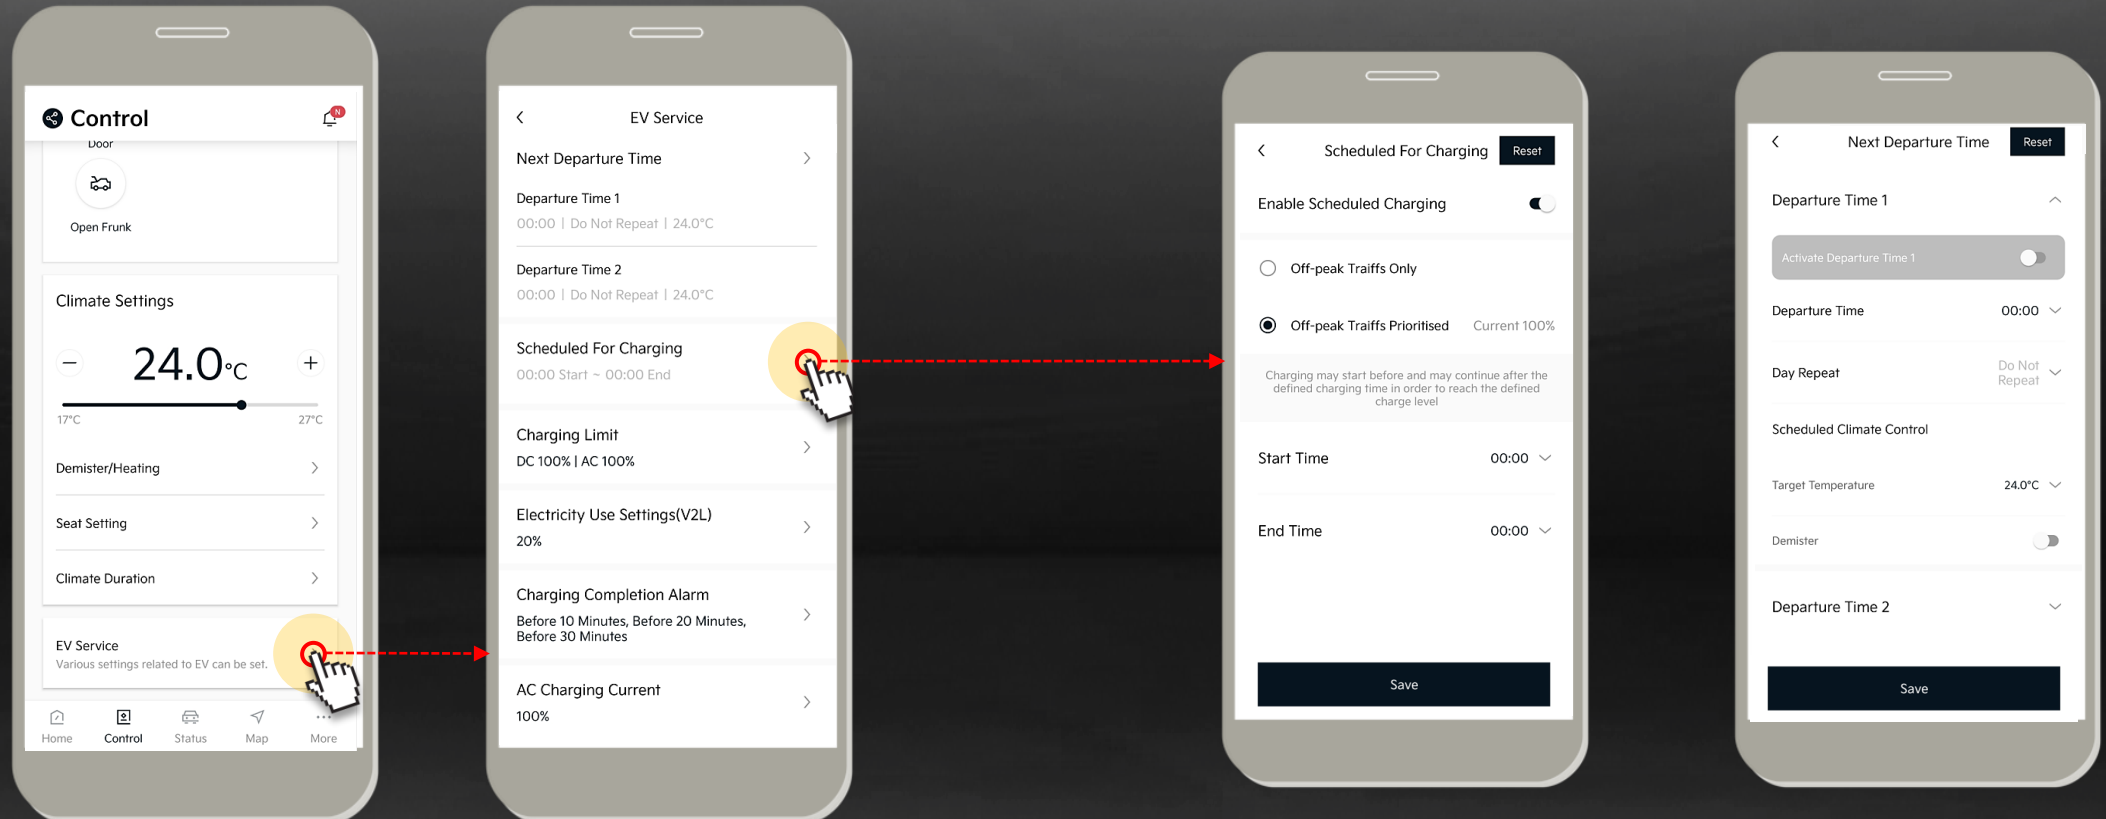 Control
N
Door
Open Frunk
Climate Settings
24.0°C
17°C 27°C
Demister/Heating
Seat Setting
Climate Duration
EV Service
Various settings related to EV can be set.
Home Control Status Map More
EV Service
Next Departure Time
Departure Time 1
00:00 | Do Not Repeat | 24.0°C
Departure Time 2
00:00 | Do Not Repeat | 24.0°C
Scheduled For Charging
00:00 Start ~ 00:00 End
Charging Limit
DC 100% | AC 100%
Electricity Use Settings(V2L)
20%
Charging Completion Alarm
Before 10 Minutes, Before 20 Minutes,
Before 30 Minutes
AC Charging Current
100%
Scheduled For Charging Reset
Enable Scheduled Charging
Off-peak Traiffs Only
Off-peak Traiffs Prioritised Current 100%
Charging may start before and may continue after the
defined charging time in order to reach the defined
charge level
Start Time 00:00
End Time 00:00
Save
Next Departure Time Reset
Departure Time 1
Activate Departure Time 1
Departure Time 00:00
Day Repeat Do Not
Repeat
Scheduled Climate Control
Target Temperature 24.0°C
Demister
Departure Time 2
Save